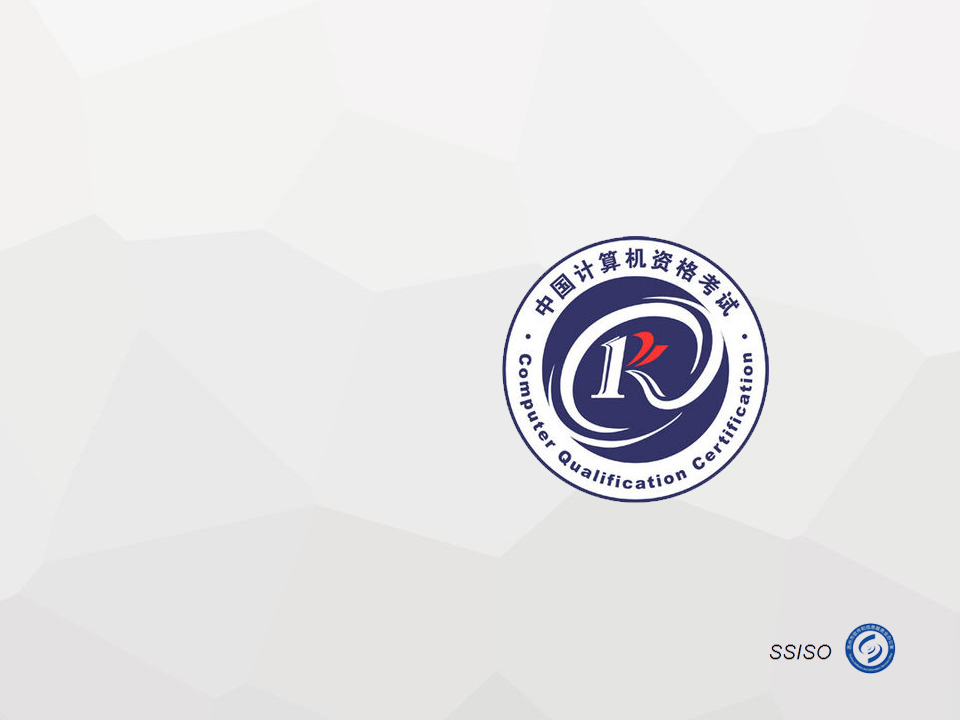 中国计算机资格考试
Computer Qualification Certification
SSISO